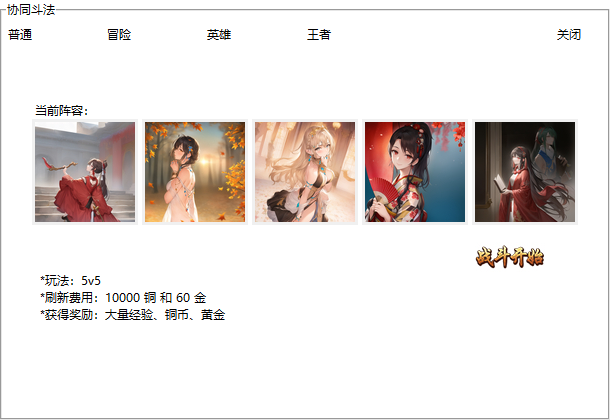 协同斗法
普通 冒险 英雄 王者 关闭
当前阵容：
战斗开始
*玩法：5v5
*刷新费用：10000 铜 和 60 金
*获得奖励：大量经验、铜币、黄金